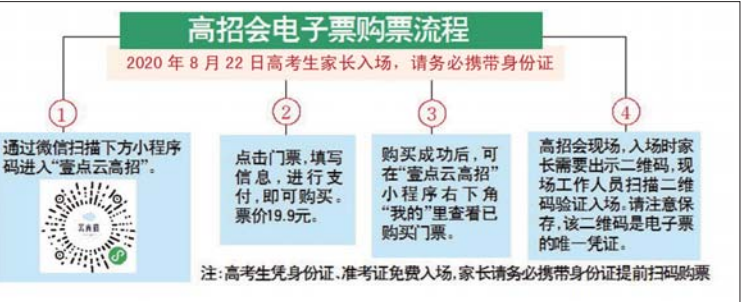 高招会电子票购票流程
2020年8月22日高考生家长入场，请务必携带身份证
①
通过微信扫描下方小程序
码进入“壹点云高招”。
②
点击门票,填写
信息，进行支
付,即可购买。
票价19.9元。
③
购买成功后，可
在“壹点云高招”
小程序右下角
“我的”里查看已
购买门票。
④
高招会现场,入场时家
长需要出示二维码,现
场工作人员扫描二维
码验证入场。请注意保
存,该二维码是电子票
的唯一凭证。
注:高考生凭身份证、准考证免费入场,家长请务必携带身份证提前扫码购票